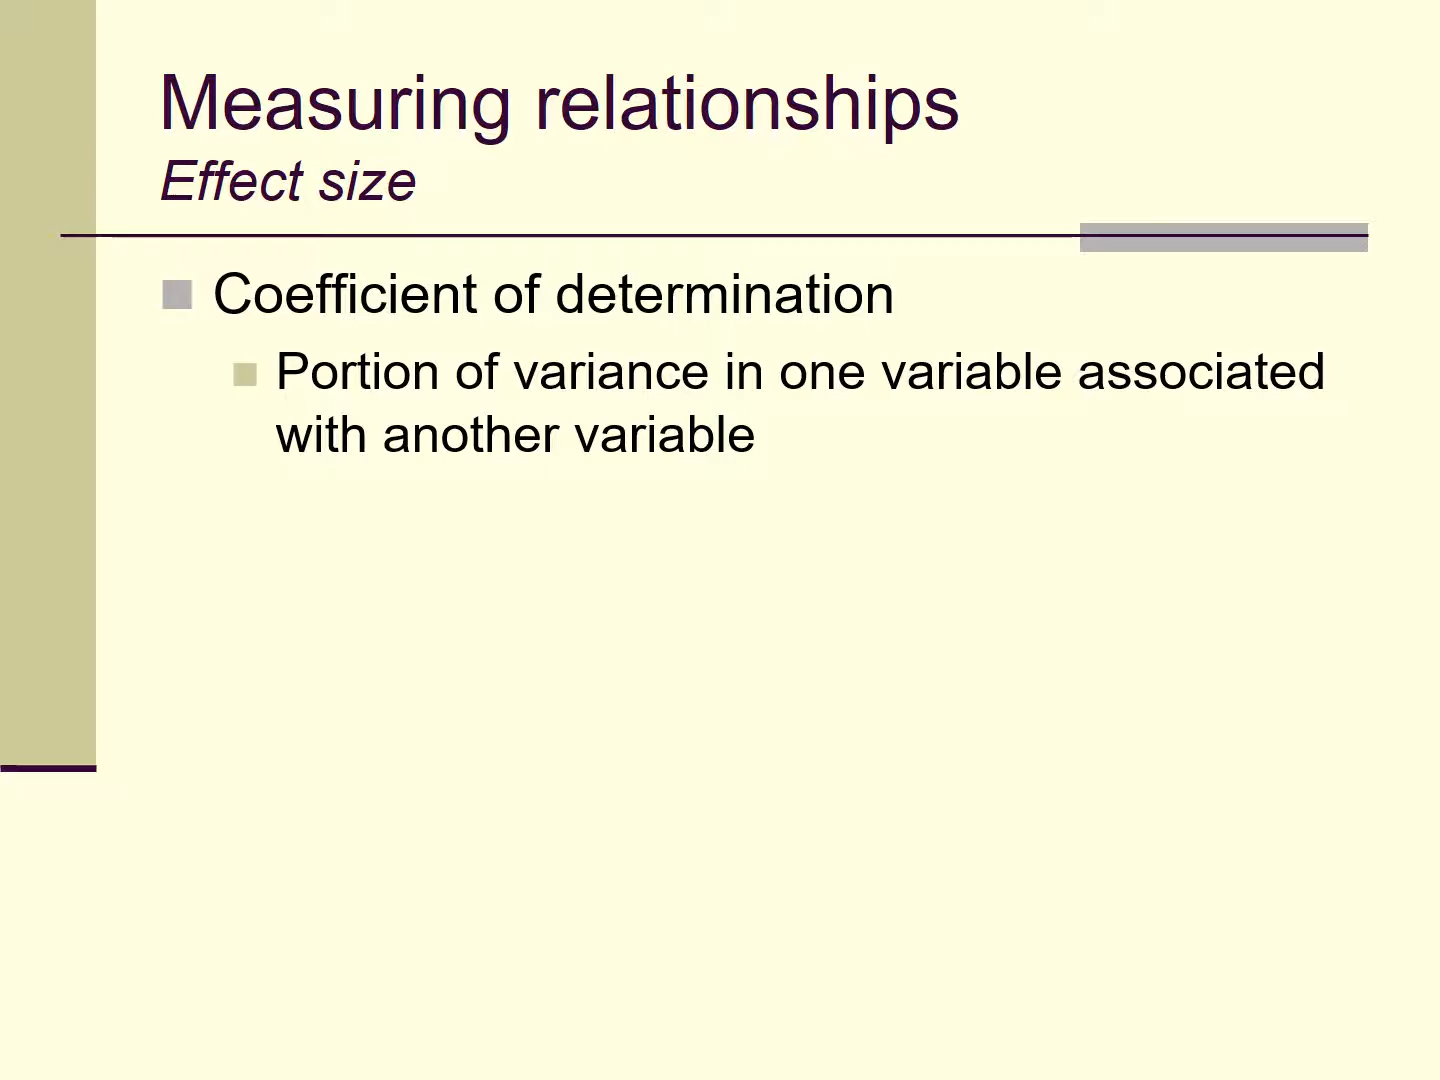 Measuring relationships
Effect size
Coefficient of determination
Portion of variance in one variable associated
with another variable